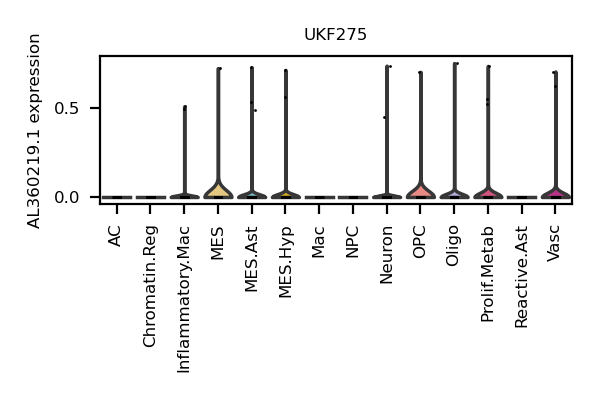 UKF275
AL360219.1 expression
0.5
0.0
AC
Chromatin.Reg
Inflammatory.Mac
MES
MES.Ast
MES.Hyp
Mac
NPC
Neuron
OPC
Oligo
Prolif.Metab
Reactive.Ast
Vasc